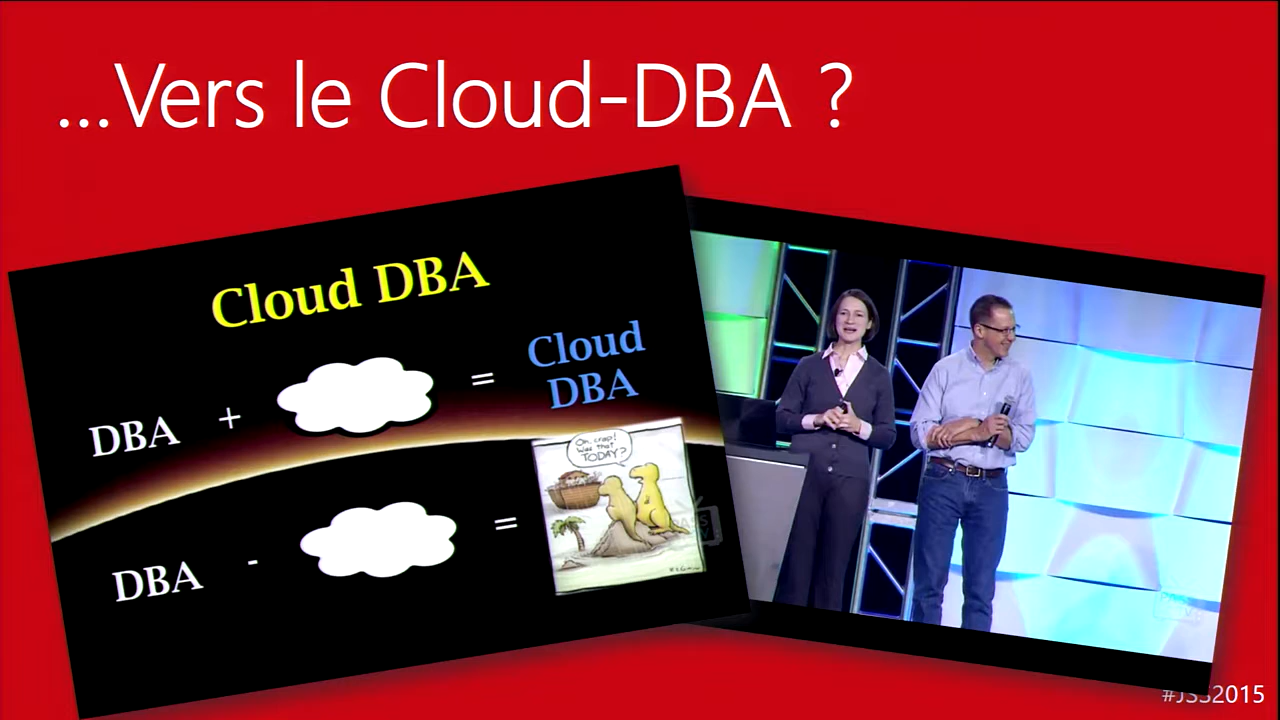 ...Vers le Cloud-DBA ?
Cloud DBA
DBA + = Cloud
DBA
DBA - =
Oh, crap!
Was that
TODAY?
#JSS2015